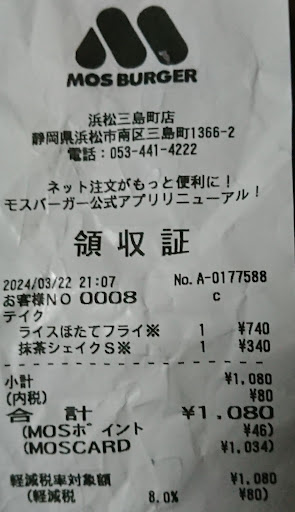 MOS BURGER
浜松三島町店
静岡県浜松市南区三島町1366-2
電話:053-441-4222
ネット注文がもっと便利に!
モスバーガー公式アプリリニューアル!
領収証
2024/03/22 21:07 No.A-0177588
お客様NO 0008 c
テイク
ライスほたてフライ※ 1 ¥740
抹茶シェイクS※ 1 ¥340
小計 ¥1,080
(内税) ¥80
合計 ¥1,080
(MOSポイント ¥46)
(MOSCARD ¥1,034)
軽減税率対象額 ¥1,080
(軽減税 8.0% ¥80)